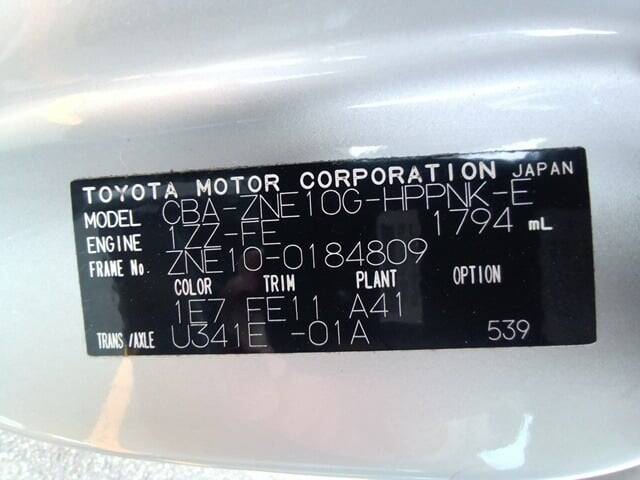 TOYOTA MOTOR CORPORATION JAPAN
MODEL CBA-ZNE10G-HPPNK-E
ENGINE 1ZZ-FE 1794 mL
FRAME No ZNE10-0184809
COLOR TRIM PLANT OPTION
1E7 FE11 A41
TRANS/AXLE U341E -01A 539